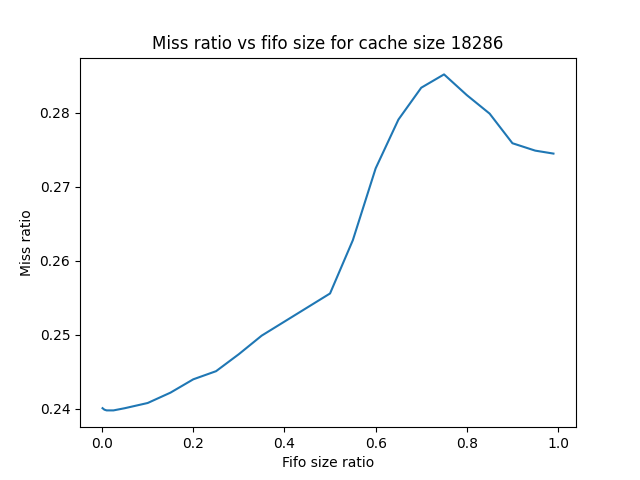 Miss ratio vs fifo size for cache size 18286
0.28
0.27
0.26
0.25
0.24
Miss ratio
0.0 0.2 0.4 0.6 0.8 1.0
Fifo size ratio